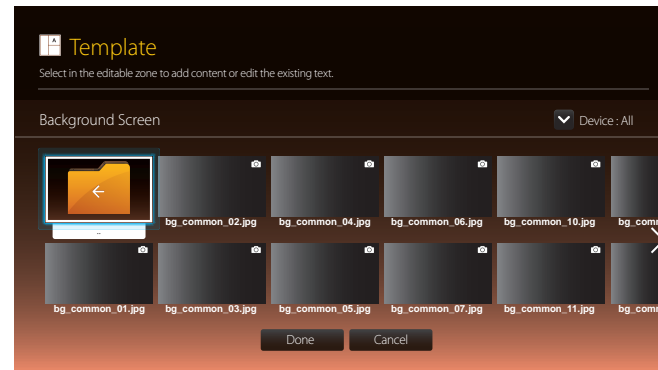 Template
Select in the editable zone to add content or edit the existing text.
Background Screen
Device : All
bg_common_02.jpg bg_common_04.jpg bg_common_06.jpg bg_common_10.jpg bg_com
..
bg_common_01.jpg bg_common_03.jpg bg_common_05.jpg bg_common_07.jpg bg_common_11.jpg bg_com
Done Cancel